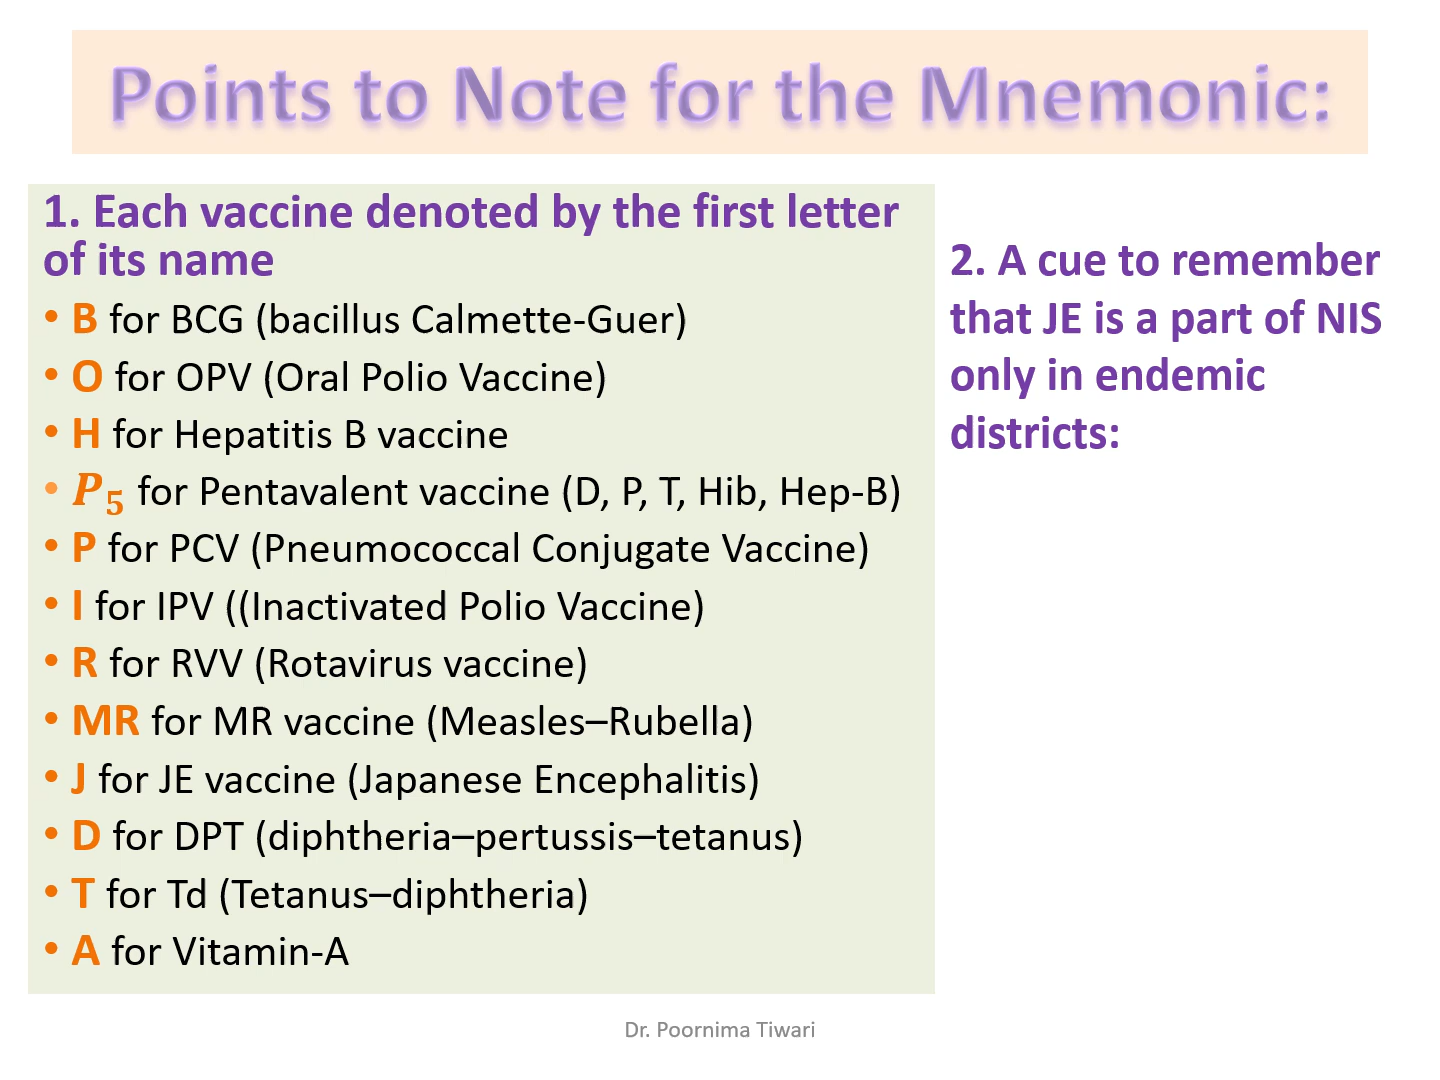 Points to Note for the Mnemonic:
1. Each vaccine denoted by the first letter
of its name
• B for BCG (bacillus Calmette-Guer)
• O for OPV (Oral Polio Vaccine)
• H for Hepatitis B vaccine
• P₅ for Pentavalent vaccine (D, P, T, Hib, Hep-B)
• P for PCV (Pneumococcal Conjugate Vaccine)
• I for IPV ((Inactivated Polio Vaccine)
• R for RVV (Rotavirus vaccine)
• MR for MR vaccine (Measles–Rubella)
• J for JE vaccine (Japanese Encephalitis)
• D for DPT (diphtheria–pertussis–tetanus)
• T for Td (Tetanus–diphtheria)
• A for Vitamin-A
2. A cue to remember
that JE is a part of NIS
only in endemic
districts:
Dr. Poornima Tiwari